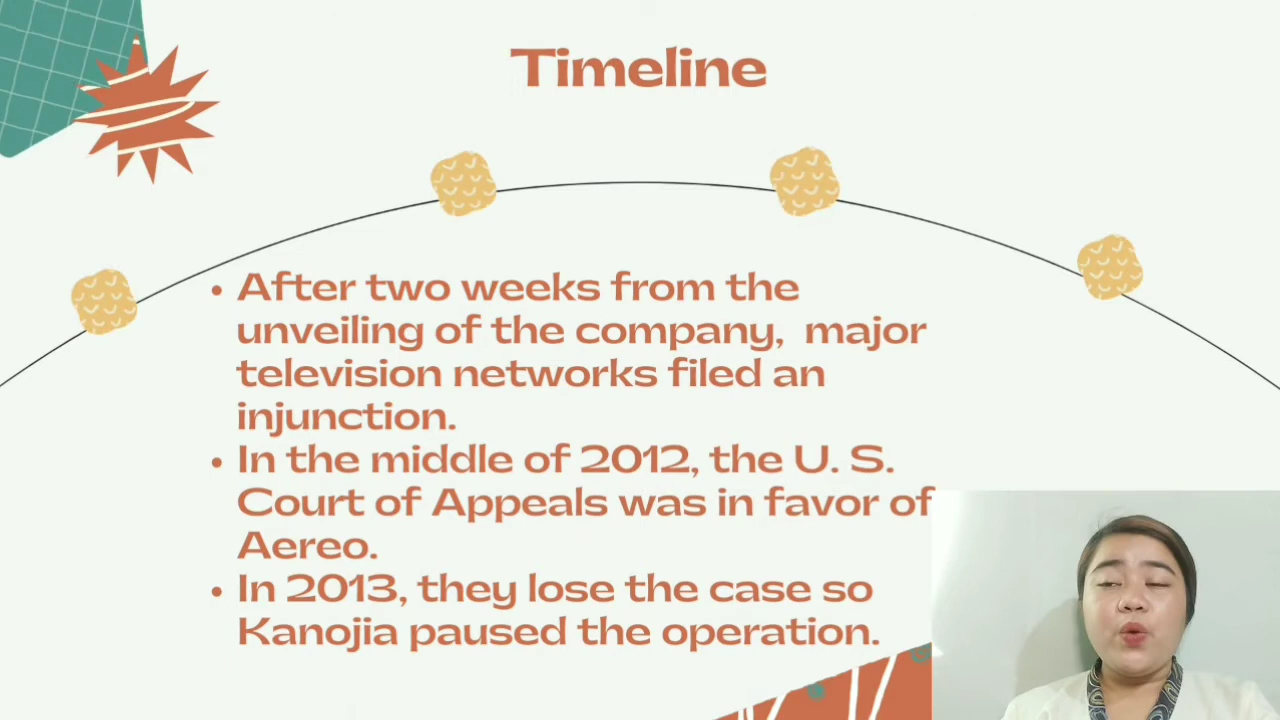 Timeline
• After two weeks from the
unveiling of the company,  major
television networks filed an
injunction.
• In the middle of 2012, the U. S.
Court of Appeals was in favor of
Aereo.
• In 2013, they lose the case so
Kanojia paused the operation.